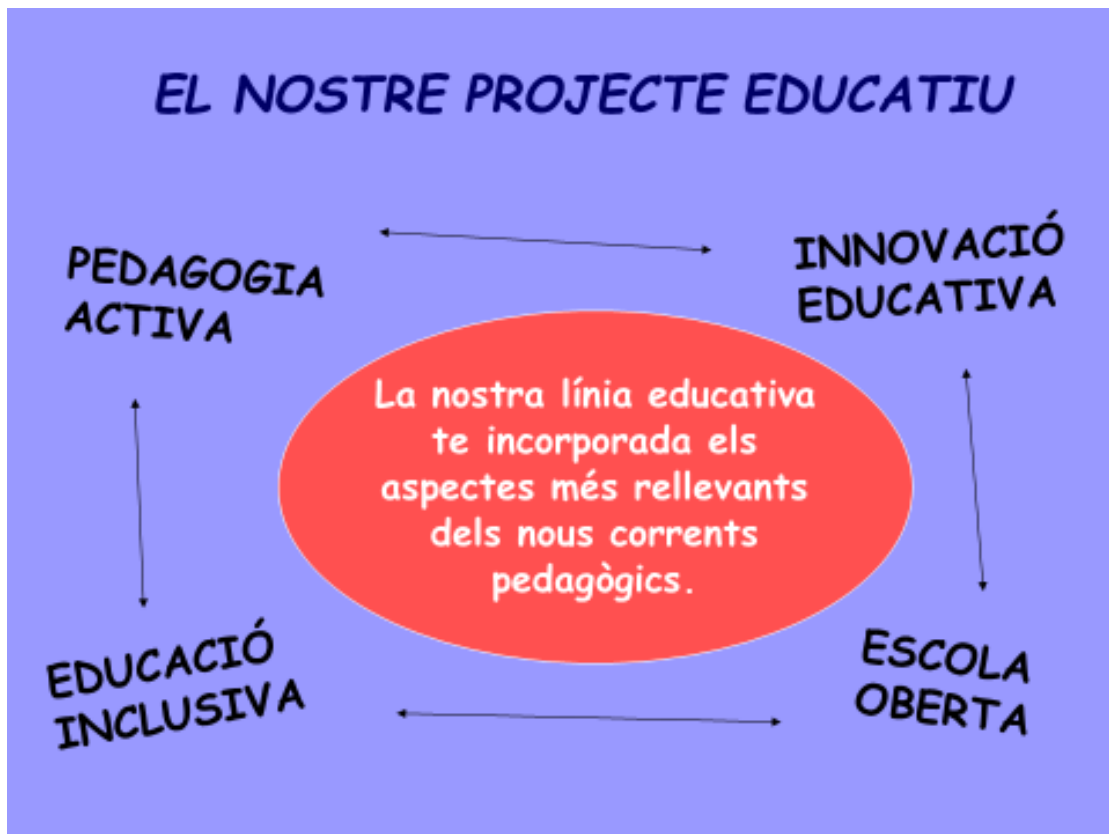 EL NOSTRE PROJECTE EDUCATIU
PEDAGOGIA
ACTIVA
INNOVACIÓ
EDUCATIVA
La nostra línia educativa
te incorporada els
aspectes més rellevants
dels nous corrents
pedagògics.
EDUCACIÓ
INCLUSIVA
ESCOLA
OBERTA